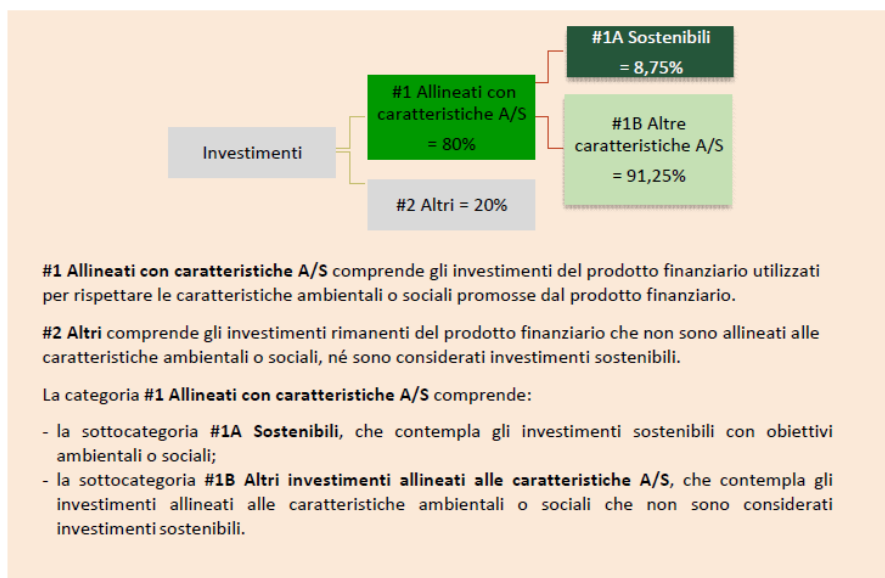 #1A Sostenibili
= 8,75%
#1 Allineati con
caratteristiche A/S
= 80%
#1B Altre
caratteristiche A/S
= 91,25%
Investimenti
#2 Altri = 20%
#1 Allineati con caratteristiche A/S comprende gli investimenti del prodotto finanziario utilizzati
per rispettare le caratteristiche ambientali o sociali promosse dal prodotto finanziario.
#2 Altri comprende gli investimenti rimanenti del prodotto finanziario che non sono allineati alle
caratteristiche ambientali o sociali, né sono considerati investimenti sostenibili.
La categoria #1 Allineati con caratteristiche A/S comprende:
- la sottocategoria #1A Sostenibili, che contempla gli investimenti sostenibili con obiettivi
ambientali o sociali;
- la sottocategoria #1B Altri investimenti allineati alle caratteristiche A/S, che contempla gli
investimenti allineati alle caratteristiche ambientali o sociali che non sono considerati
investimenti sostenibili.